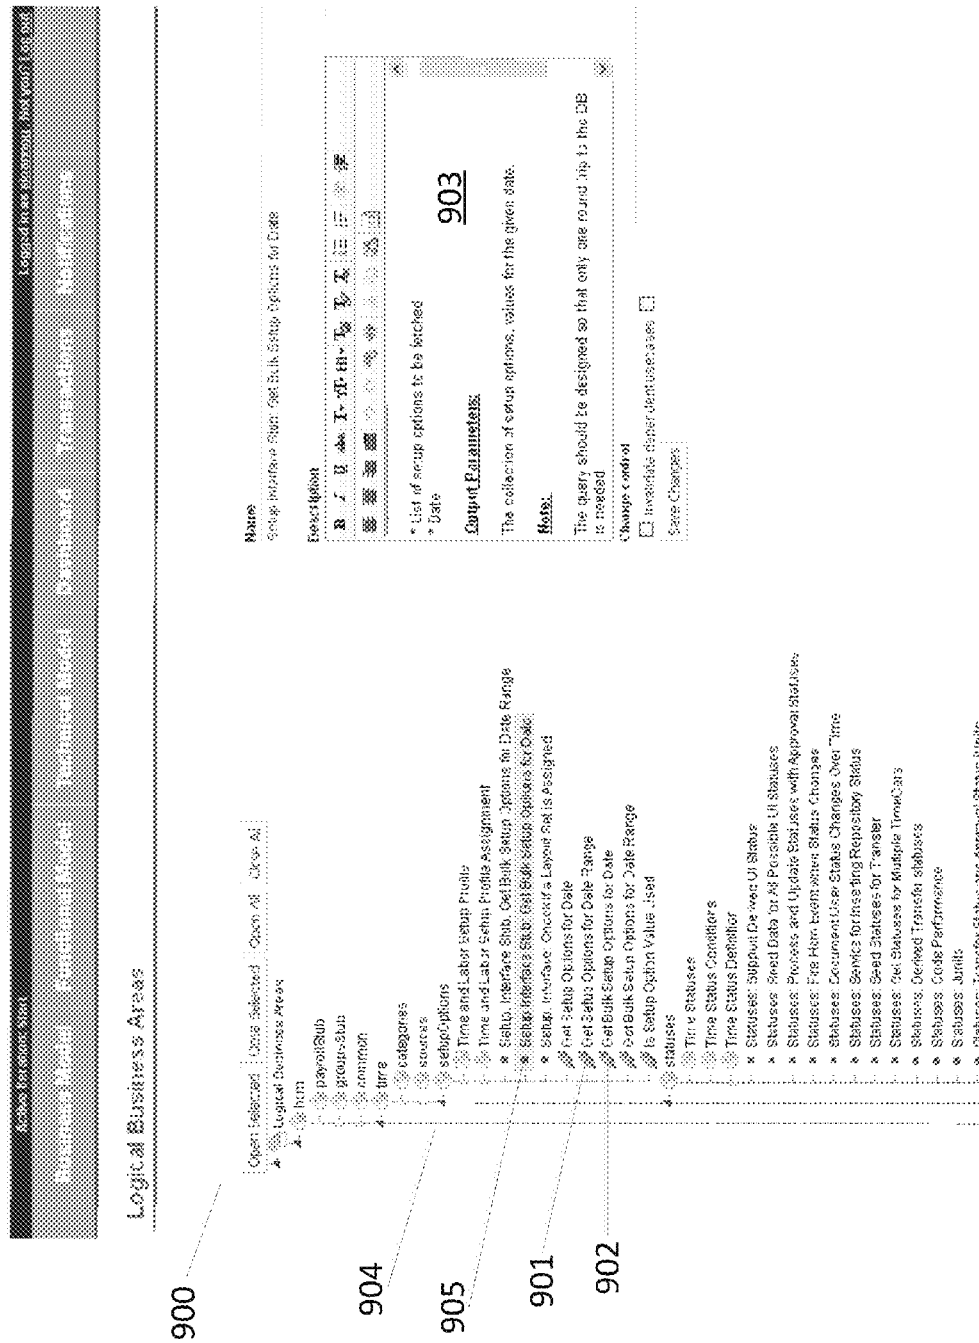 900
Logical Business Areas
Open Selected Close Selected Open All Close All
Logical Business Areas
hcm
payrollStub
groupsStub
common
time
categories
sources
setupOptions
Time and Labor Setup Profile
Time and Labor Setup Profile Assignment
Setup, Interface Stub, Get Bulk Setup Options for Date Range
Setup Interface Stub: Get Bulk Setup Options for Date
Setup, Interface Check if a Layout Set is Assigned
Get Setup Options for Date
Get Setup Options for Date Range
Get Bulk Setup Options for Date
Get Bulk Setup Options for Date Range
Is Setup Option Value Used
statuses
Time Statuses
Time Status Conditions
Time Status Definition
Statuses: Support Derived UI Status
Statuses: Seed Data for All Possible UI Statuses
Statuses: Process and Update Statuses with Approval Statuses
Statuses: Fire Hcm Event when Status Changes
Statuses: Document User Status Changes Over Time
Statuses: Service for Inserting Repository Status
Statuses: Seed Statuses for Transfer
Statuses: Get Statuses for Multiple TimeCards
Statuses: Derived Transfer statuses
Statuses: Code Performance
Statuses: Junits
Statuses: Transfer Status and Approval Status Junits
904
905
901
902
Name
Setup Interface Stub: Get Bulk Setup Options for Date
Description
* List of setup options to be fetched
* Date
903
Output Parameters:
The collection of setup options, values for the given date.
Note:
The query should be designed so that only one round trip to the DB
is needed
Change control
Invalidate dependent usecases
Save Changes